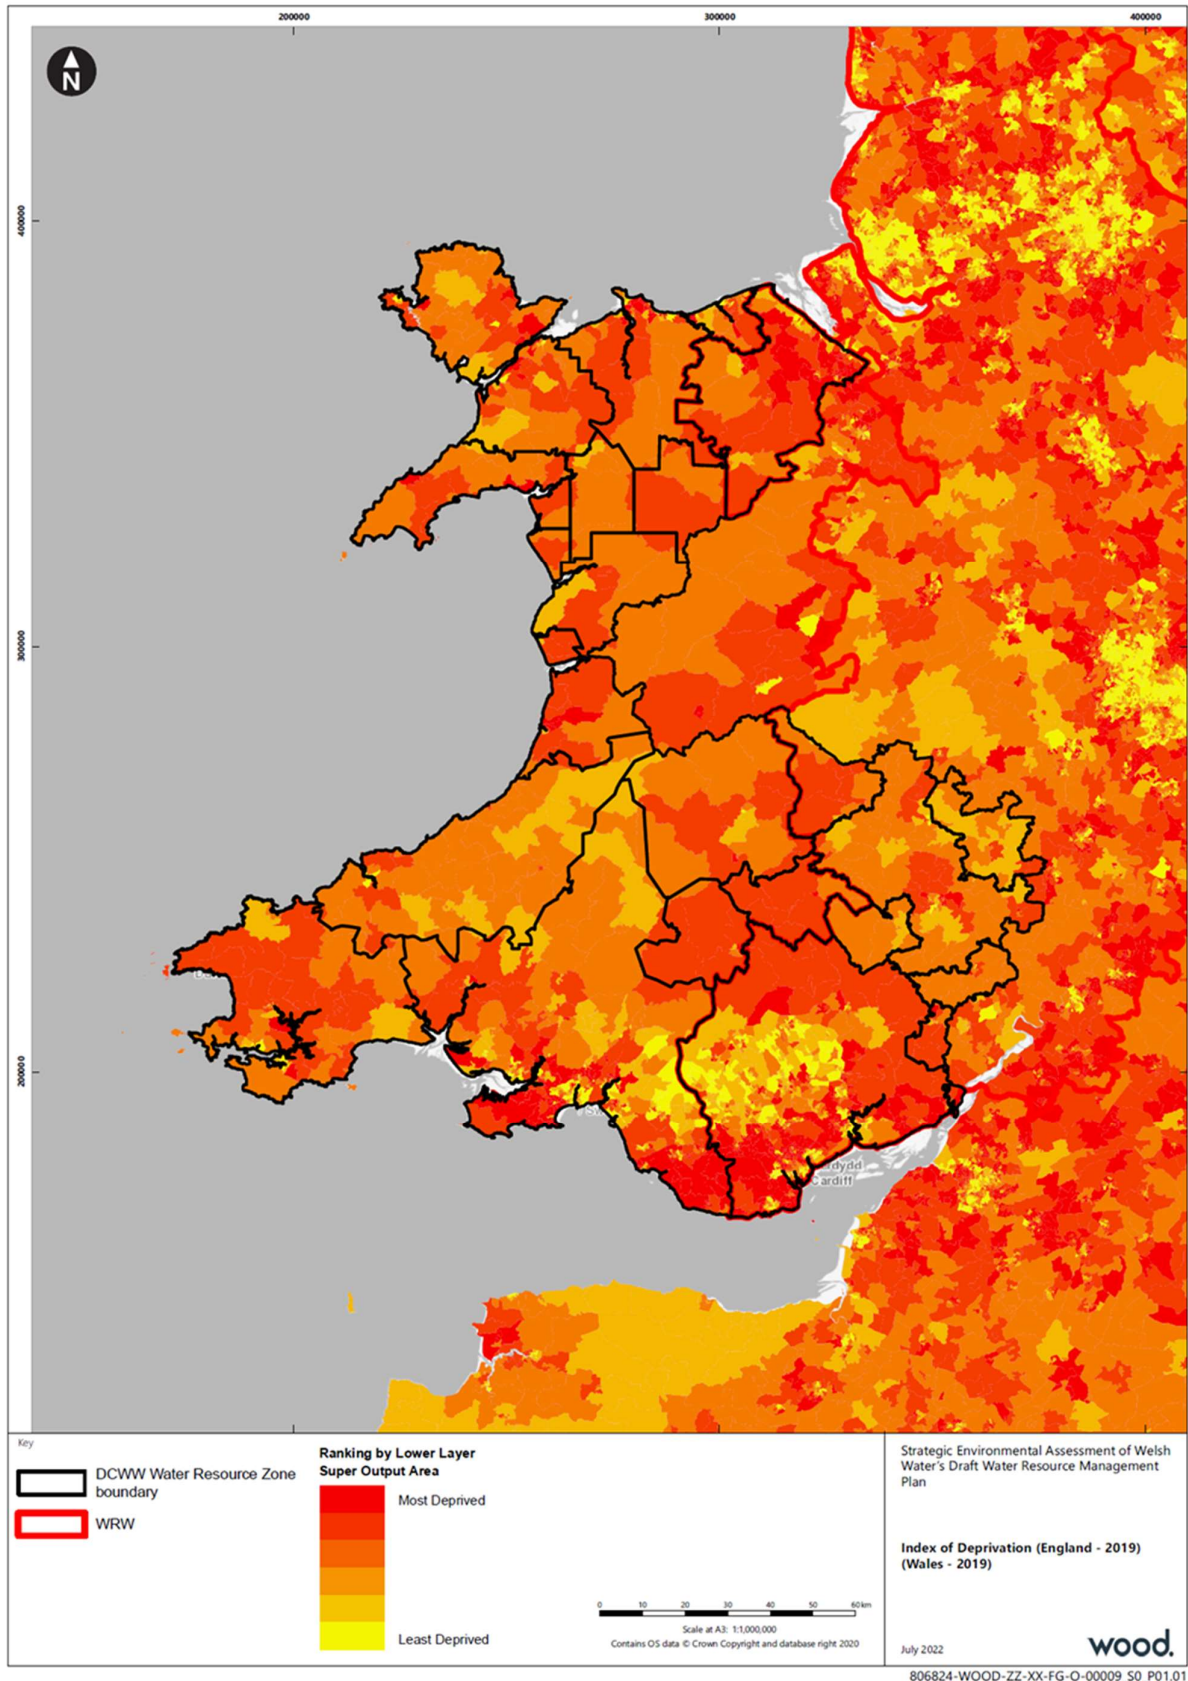 200000
300000
400000
N
400000
300000
200000
rdydd
Cardiff
Key
DCWW Water Resource Zone
boundary
WRW
Ranking by Lower Layer
Super Output Area
Most Deprived
Least Deprived
0 10 20 30 40 50 60 km
Scale at A3: 1:1,000,000
Contains OS data © Crown Copyright and database right 2020
Strategic Environmental Assessment of Welsh
Water's Draft Water Resource Management
Plan
Index of Deprivation (England - 2019)
(Wales - 2019)
July 2022
wood.
806824-WOOD-ZZ-XX-FG-O-00009_S0_P01.01